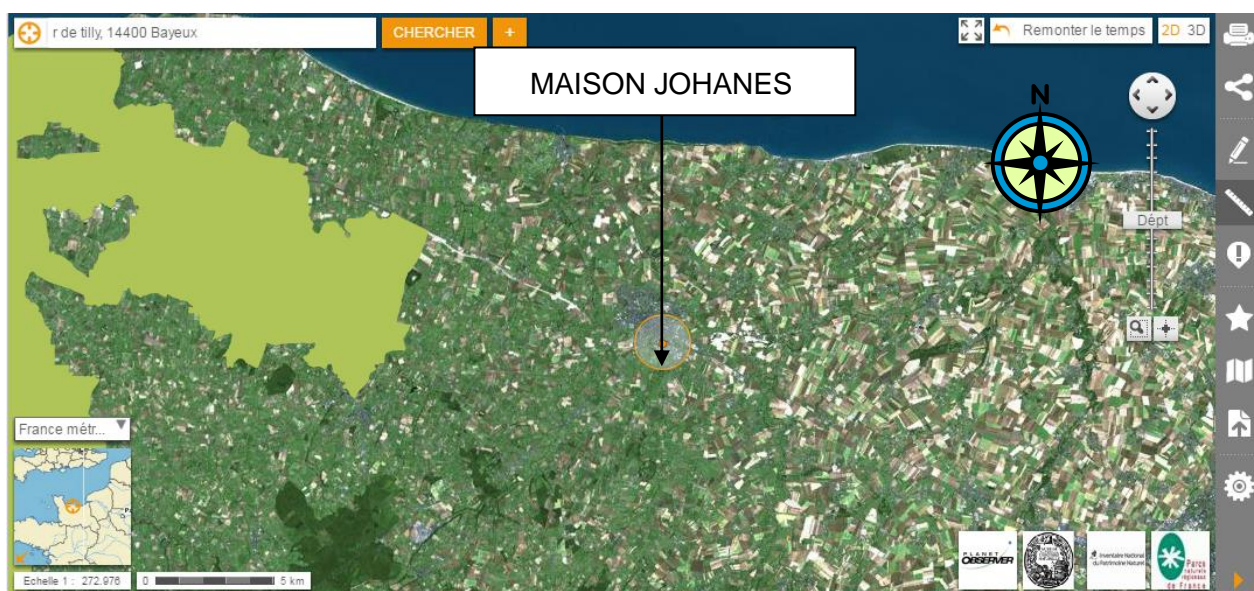 r de tilly, 14400 Bayeux
CHERCHER +
Remonter le temps 2D 3D
MAISON JOHANES
N
Dépt
France métr...
Echelle 1 : 272.976 0 5 km
PLANET
OBSERVER
Inventaire National
du Patrimoine Naturel
Parcs
naturels
régionaux
de France